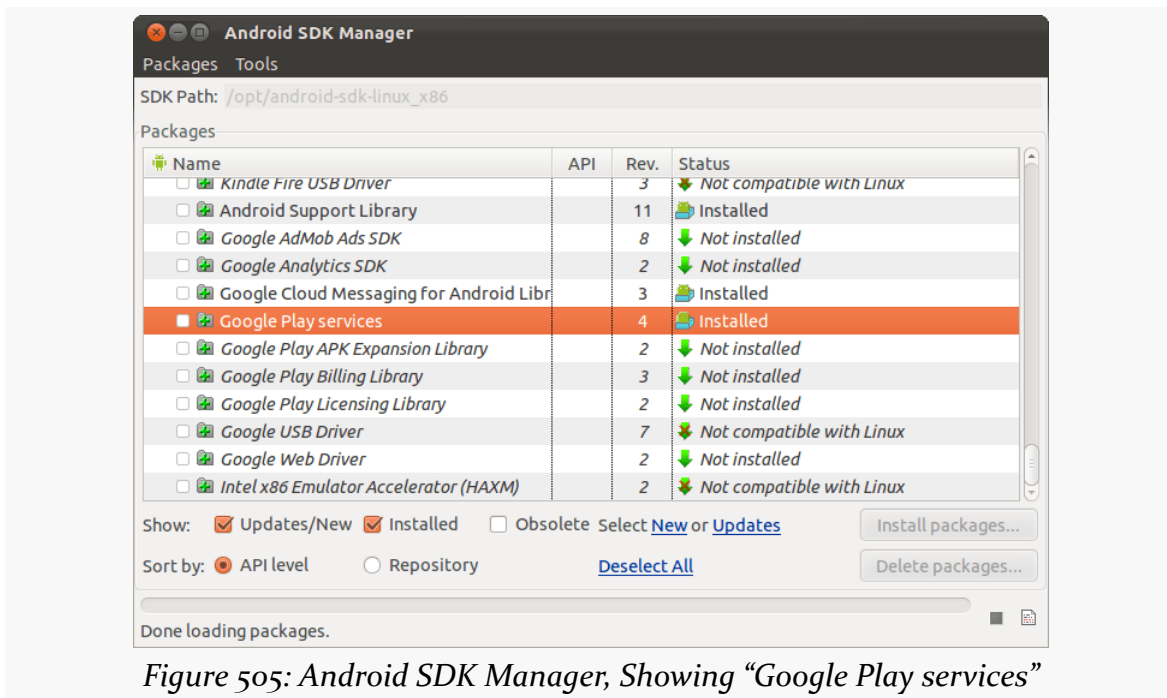 Android SDK Manager
Packages Tools
SDK Path: /opt/android-sdk-linux_x86
Packages
Name API Rev. Status
Kindle Fire USB Driver 3 Not compatible with Linux
Android Support Library 11 Installed
Google AdMob Ads SDK 8 Not installed
Google Analytics SDK 2 Not installed
Google Cloud Messaging for Android Libr 3 Installed
Google Play services 4 Installed
Google Play APK Expansion Library 2 Not installed
Google Play Billing Library 3 Not installed
Google Play Licensing Library 2 Not installed
Google USB Driver 7 Not compatible with Linux
Google Web Driver 2 Not installed
Intel x86 Emulator Accelerator (HAXM) 2 Not compatible with Linux
Show: Updates/New Installed Obsolete Select New or Updates Install packages...
Sort by: API level Repository Deselect All Delete packages...
Done loading packages.
Figure 505: Android SDK Manager, Showing “Google Play services”